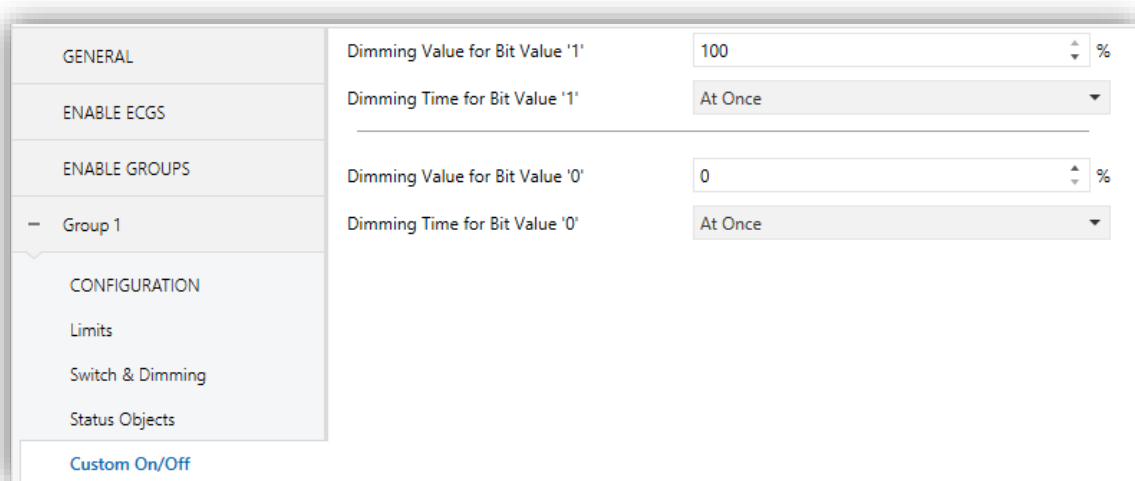 GENERAL
ENABLE ECGS
ENABLE GROUPS
− Group 1
CONFIGURATION
Limits
Switch & Dimming
Status Objects
Custom On/Off
Dimming Value for Bit Value '1' 100 %
Dimming Time for Bit Value '1' At Once
Dimming Value for Bit Value '0' 0 %
Dimming Time for Bit Value '0' At Once